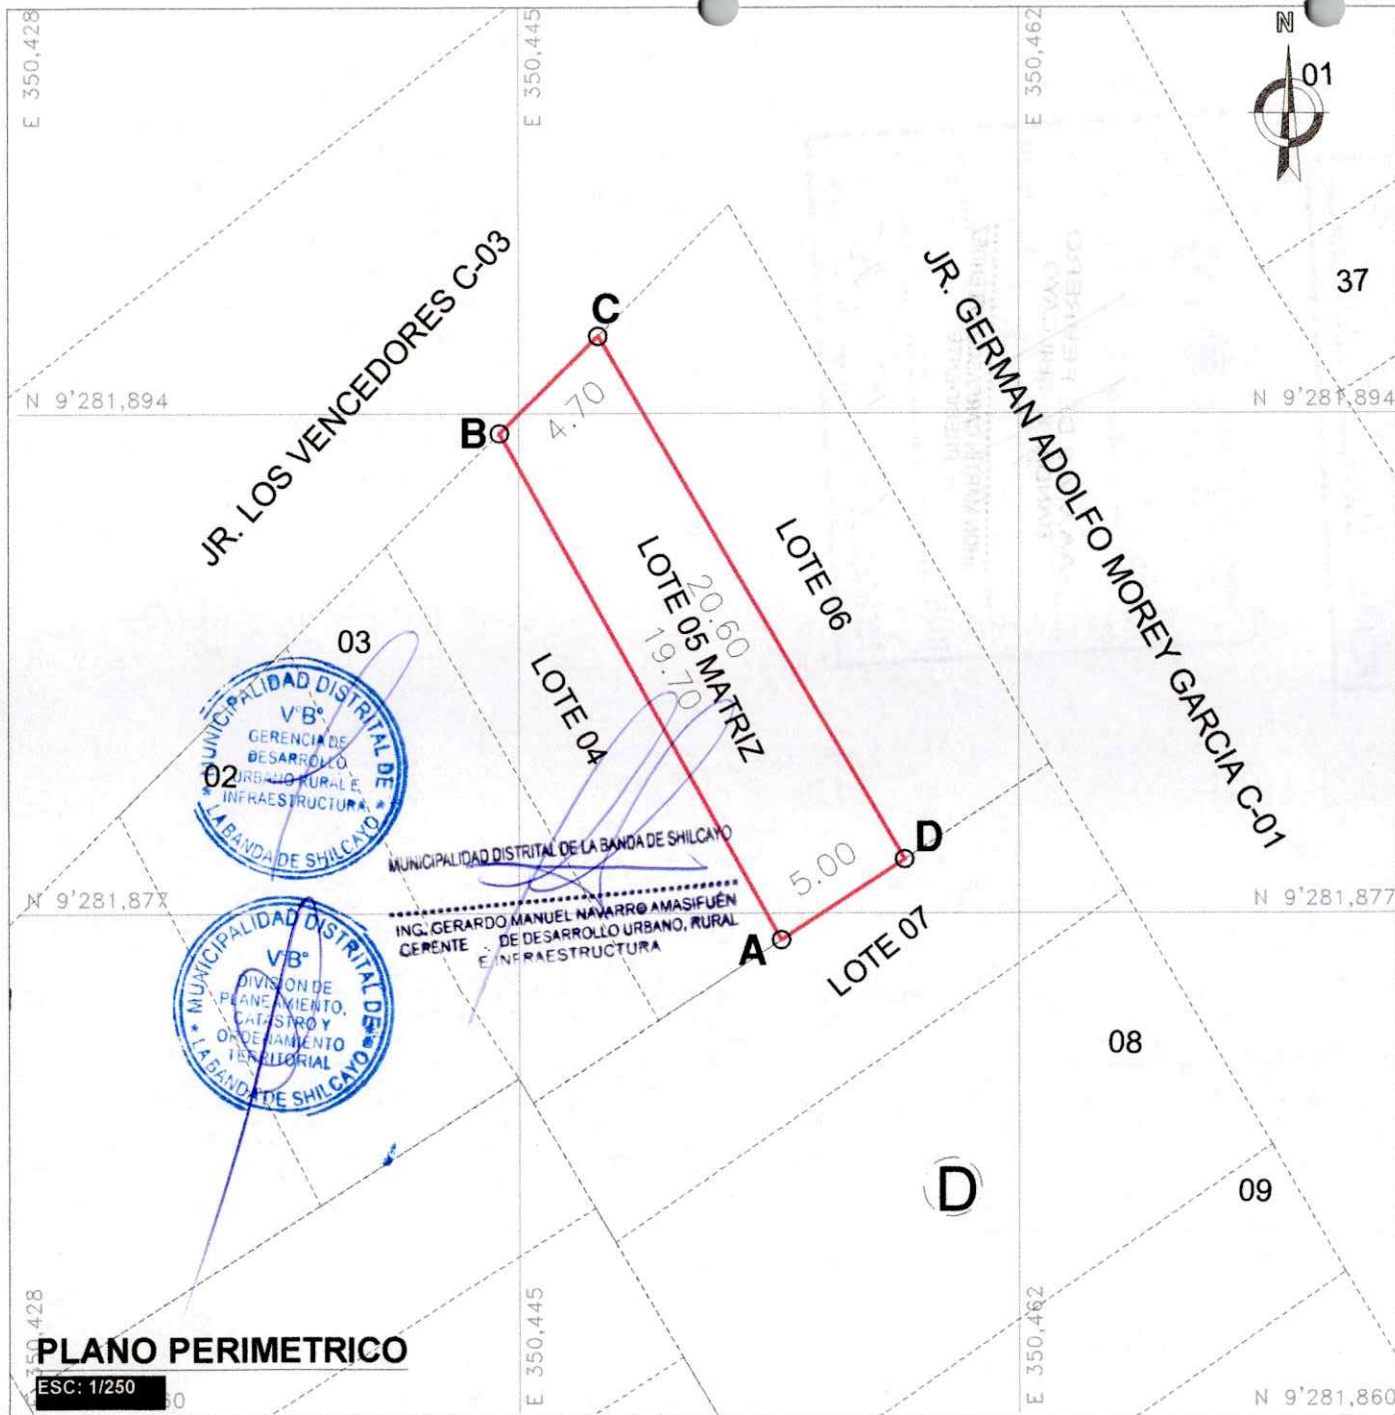 E 350,428
E 350,445
E 350,462
N
01
37
JR. LOS VENCEDORES C-03
JR. GERMAN ADOLFO MOREY GARCIA C-01
C
N 9'281,894
N 9'281,894
B
4.70
LOTE 06
20.60
LOTE 05 MATRIZ
19.70
LOTE 04
03
02
MUNICIPALIDAD DISTRITAL DE
V°B°
GERENCIA DE
DESARROLLO
URBANO RURAL E
INFRAESTRUCTURA
* LA BANDA DE SHILCAYO *
D
5.00
A
LOTE 07
MUNICIPALIDAD DISTRITAL DE LA BANDA DE SHILCAYO
ING. GERARDO MANUEL NAVARRO AMASIFUÉN
GERENTE DE DESARROLLO URBANO, RURAL
E INFRAESTRUCTURA
N 9'281,877
N 9'281,877
MUNICIPALIDAD DISTRITAL DE
V°B°
DIVISION DE
PLANEAMIENTO,
CATASTRO Y
ORDENAMIENTO
TERRITORIAL
* LA BANDA DE SHILCAYO *
08
D
09
350,428
E 350,445
E 350,462
PLANO PERIMETRICO
ESC: 1/250
60
N 9'281,860